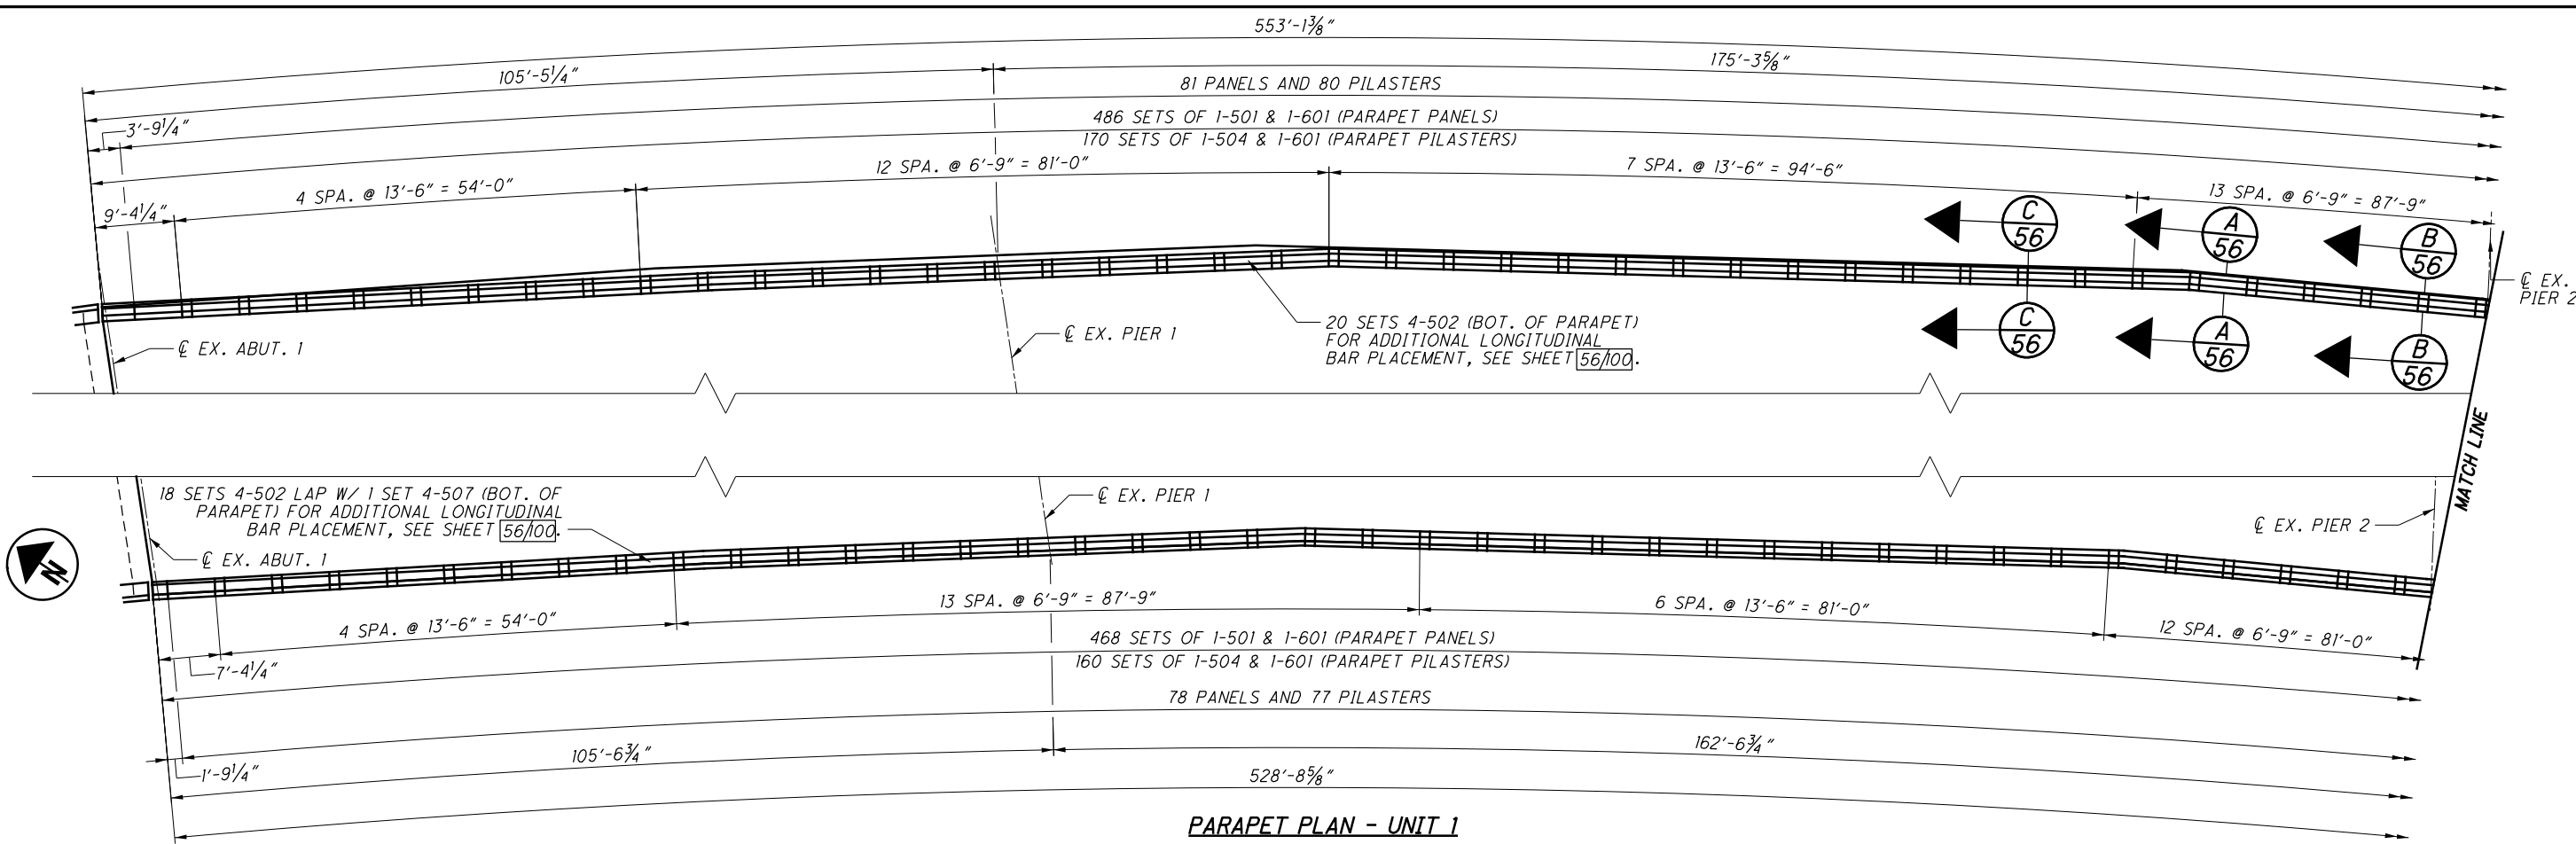 553'-1⅜"
105'-5¼"
175'-3⅝"
81 PANELS AND 80 PILASTERS
3'-9¼"
486 SETS OF 1-501 & 1-601 (PARAPET PANELS)
170 SETS OF 1-504 & 1-601 (PARAPET PILASTERS)
12 SPA. @ 6'-9" = 81'-0"
7 SPA. @ 13'-6" = 94'-6"
4 SPA. @ 13'-6" = 54'-0"
13 SPA. @ 6'-9" = 87'-9"
9'-4¼"
C
56
A
56
B
56
℄ EX.
PIER 2
20 SETS 4-502 (BOT. OF PARAPET)
FOR ADDITIONAL LONGITUDINAL
BAR PLACEMENT, SEE SHEET 56/100.
℄ EX. PIER 1
℄ EX. ABUT. 1
C
56
A
56
B
56
MATCH LINE
18 SETS 4-502 LAP W/ 1 SET 4-507 (BOT. OF
PARAPET) FOR ADDITIONAL LONGITUDINAL
BAR PLACEMENT, SEE SHEET 56/100.
℄ EX. PIER 1
℄ EX. PIER 2
℄ EX. ABUT. 1
N
13 SPA. @ 6'-9" = 87'-9"
6 SPA. @ 13'-6" = 81'-0"
4 SPA. @ 13'-6" = 54'-0"
12 SPA. @ 6'-9" = 81'-0"
468 SETS OF 1-501 & 1-601 (PARAPET PANELS)
160 SETS OF 1-504 & 1-601 (PARAPET PILASTERS)
7'-4¼"
78 PANELS AND 77 PILASTERS
105'-6¾"
162'-6¾"
1'-9¼"
528'-8⅝"
PARAPET PLAN - UNIT 1